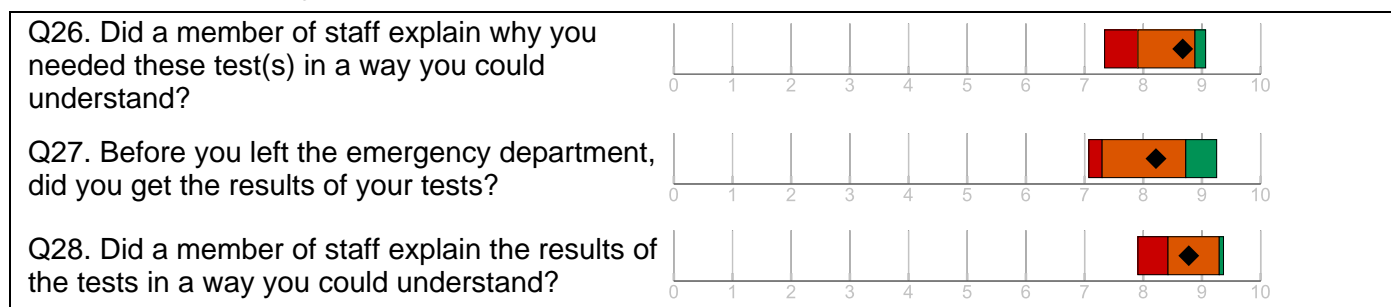 Q26. Did a member of staff explain why you
needed these test(s) in a way you could
understand?
0 1 2 3 4 5 6 7 8 9 10
Q27. Before you left the emergency department,
did you get the results of your tests?
0 1 2 3 4 5 6 7 8 9 10
Q28. Did a member of staff explain the results of
the tests in a way you could understand?
0 1 2 3 4 5 6 7 8 9 10